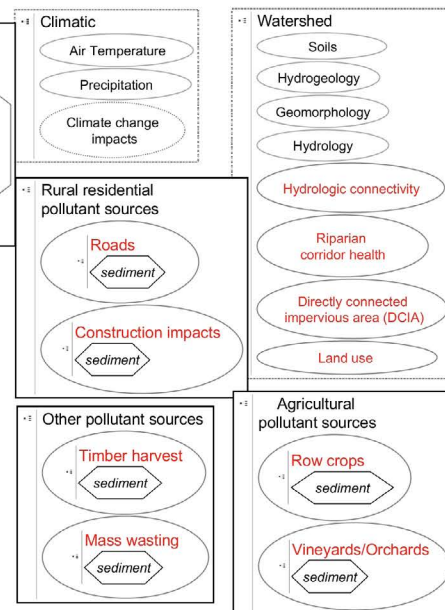 Climatic
Air Temperature
Precipitation
Climate change
impacts
Watershed
Soils
Hydrogeology
Geomorphology
Hydrology
Hydrologic connectivity
Riparian
corridor health
Directly connected
impervious area (DCIA)
Land use
Rural residential
pollutant sources
Roads
sediment
Construction impacts
sediment
Other pollutant sources
Timber harvest
sediment
Mass wasting
sediment
Agricultural
pollutant sources
Row crops
sediment
Vineyards/Orchards
sediment